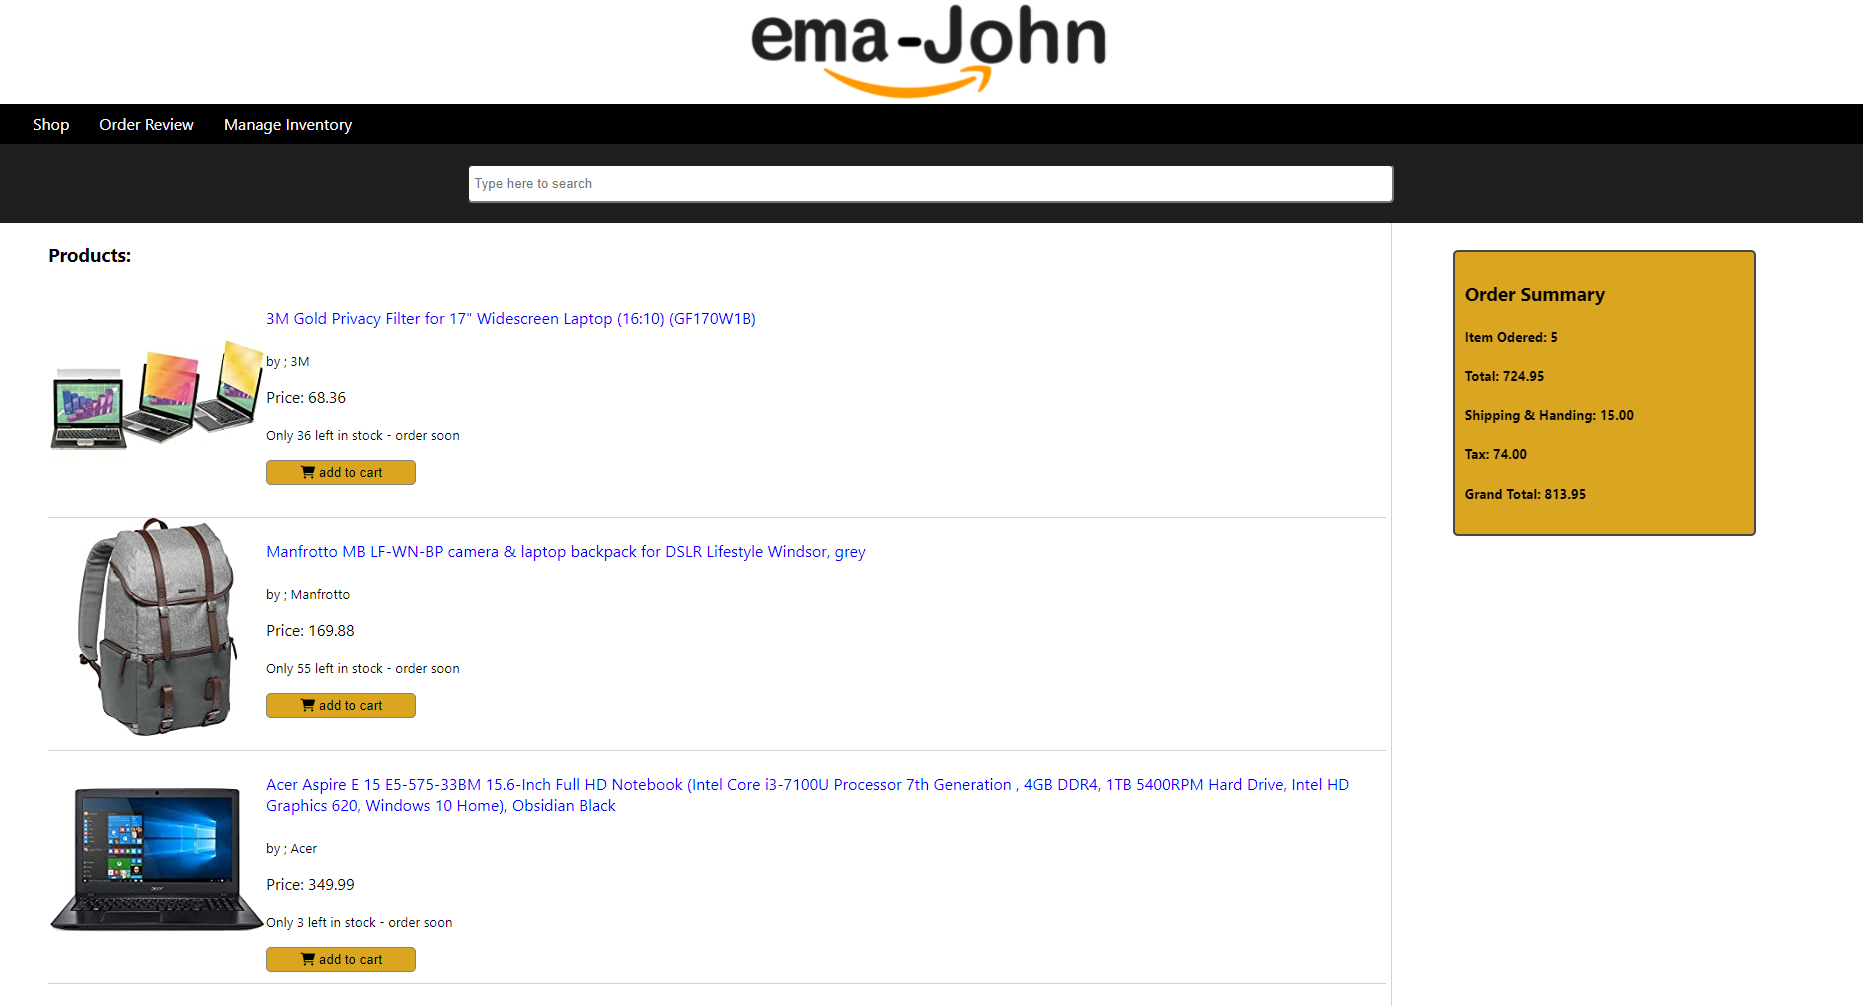 ema-John
Shop
Order Review
Manage Inventory
Type here to search
Products:
3M Gold Privacy Filter for 17" Widescreen Laptop (16:10) (GF170W1B)
by ; 3M
Price: 68.36
Only 36 left in stock - order soon
add to cart
Manfrotto MB LF-WN-BP camera & laptop backpack for DSLR Lifestyle Windsor, grey
by ; Manfrotto
Price: 169.88
Only 55 left in stock - order soon
add to cart
Acer Aspire E 15 E5-575-33BM 15.6-Inch Full HD Notebook (Intel Core i3-7100U Processor 7th Generation , 4GB DDR4, 1TB 5400RPM Hard Drive, Intel HD
Graphics 620, Windows 10 Home), Obsidian Black
by ; Acer
Price: 349.99
Only 3 left in stock - order soon
add to cart
Order Summary
Item Odered: 5
Total: 724.95
Shipping & Handing: 15.00
Tax: 74.00
Grand Total: 813.95